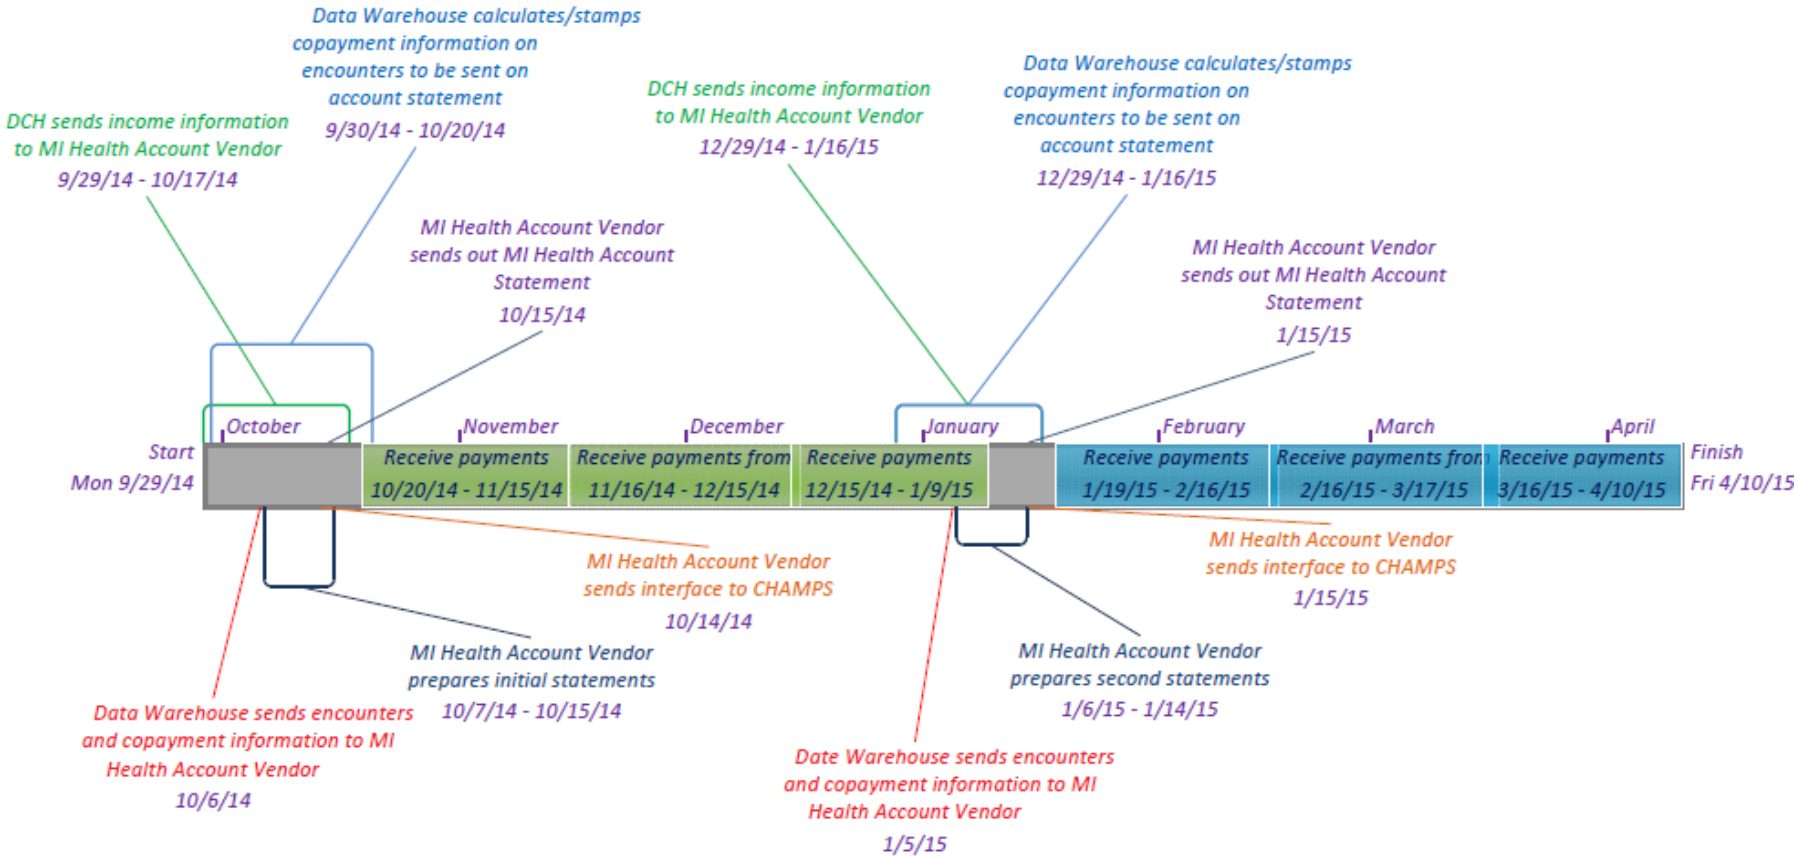 Data Warehouse calculates/stamps
copayment information on
encounters to be sent on
account statement
9/30/14 - 10/20/14
DCH sends income information
to MI Health Account Vendor
9/29/14 - 10/17/14
MI Health Account Vendor
sends out MI Health Account
Statement
10/15/14
DCH sends income information
to MI Health Account Vendor
12/29/14 - 1/16/15
Data Warehouse calculates/stamps
copayment information on
encounters to be sent on
account statement
12/29/14 - 1/16/15
MI Health Account Vendor
sends out MI Health Account
Statement
1/15/15
October
November
December
January
February
March
April
Start
Mon 9/29/14
Receive payments
10/20/14 - 11/15/14
Receive payments from
11/16/14 - 12/15/14
Receive payments
12/15/14 - 1/9/15
Receive payments
1/19/15 - 2/16/15
Receive payments from
2/16/15 - 3/17/15
Receive payments
3/16/15 - 4/10/15
Finish
Fri 4/10/15
MI Health Account Vendor
sends interface to CHAMPS
10/14/14
MI Health Account Vendor
prepares initial statements
10/7/14 - 10/15/14
Data Warehouse sends encounters
and copayment information to MI
Health Account Vendor
10/6/14
MI Health Account Vendor
sends interface to CHAMPS
1/15/15
MI Health Account Vendor
prepares second statements
1/6/15 - 1/14/15
Date Warehouse sends encounters
and copayment information to MI
Health Account Vendor
1/5/15